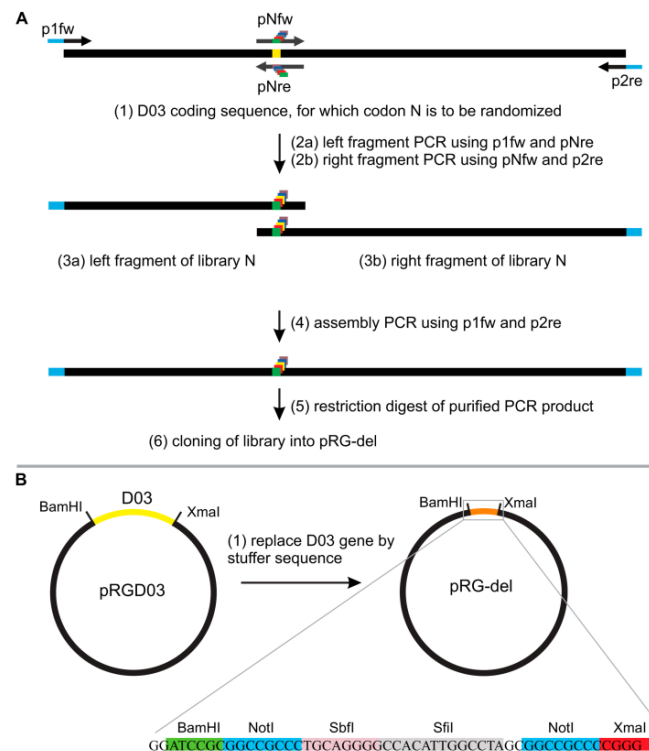 A
p1fw
pNfw
pNre
p2re
(1) D03 coding sequence, for which codon N is to be randomized
(2a) left fragment PCR using p1fw and pNre
(2b) right fragment PCR using pNfw and p2re
(3a) left fragment of library N
(3b) right fragment of library N
(4) assembly PCR using p1fw and p2re
(5) restriction digest of purified PCR product
(6) cloning of library into pRG-del
B
D03
BamHI
XmaI
pRGD03
(1) replace D03 gene by
stuffer sequence
BamHI
XmaI
pRG-del
BamHI NotI SbfI SfiI NotI XmaI
GGATCCGCGGCCGCCCTGCAGGGGCCACATTGGCCTAGCGGCCGCCCCGGG